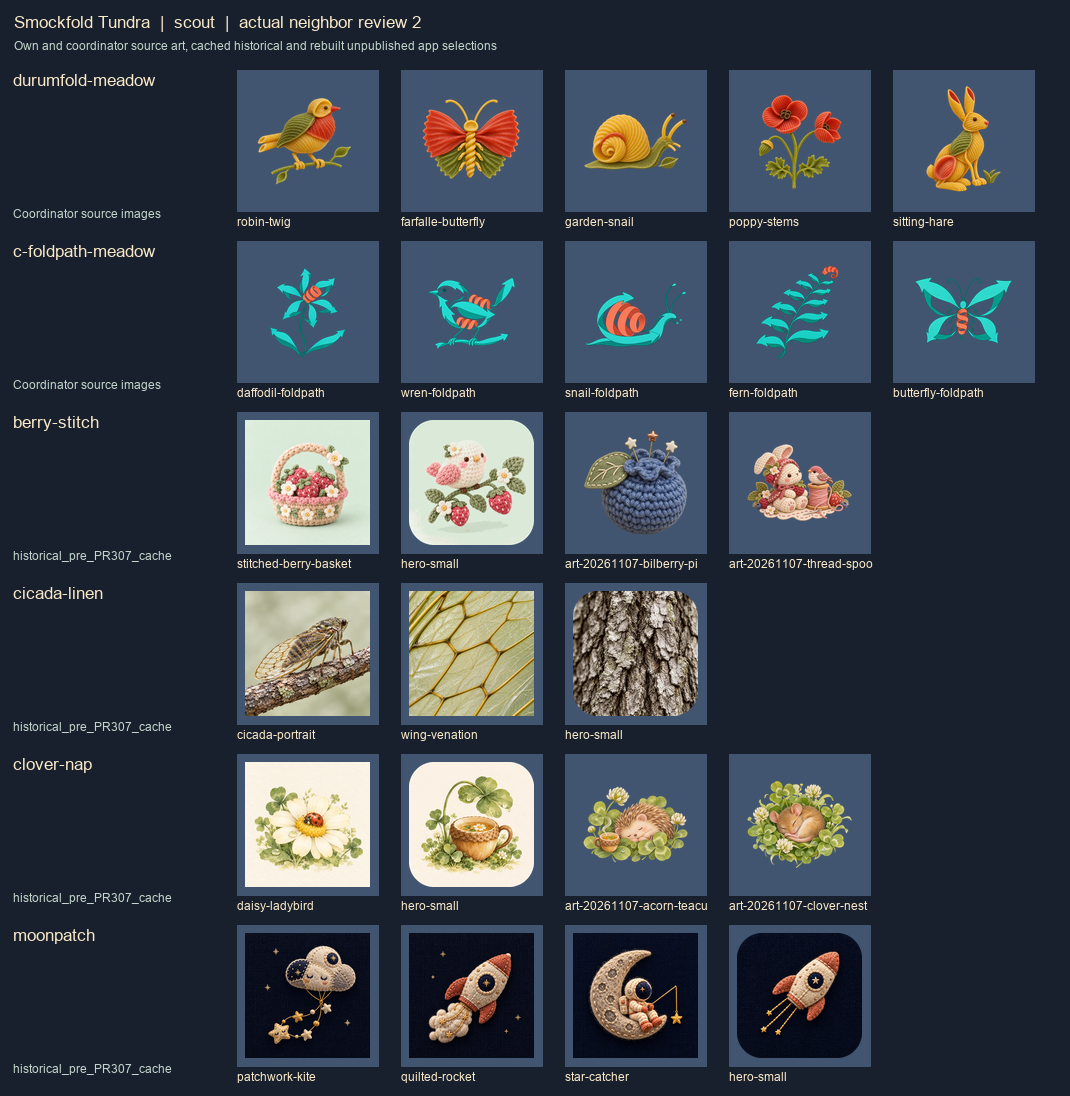 Smockfold Tundra | scout | actual neighbor review 2
Own and coordinator source art, cached historical and rebuilt unpublished app selections
durumfold-meadow
Coordinator source images
robin-twig
farfalle-butterfly
garden-snail
poppy-stems
sitting-hare
c-foldpath-meadow
Coordinator source images
daffodil-foldpath
wren-foldpath
snail-foldpath
fern-foldpath
butterfly-foldpath
berry-stitch
historical_pre_PR307_cache
stitched-berry-basket
hero-small
art-20261107-bilberry-pi
art-20261107-thread-spoo
cicada-linen
historical_pre_PR307_cache
cicada-portrait
wing-venation
hero-small
clover-nap
historical_pre_PR307_cache
daisy-ladybird
hero-small
art-20261107-acorn-teacu
art-20261107-clover-nest
moonpatch
historical_pre_PR307_cache
patchwork-kite
quilted-rocket
star-catcher
hero-small